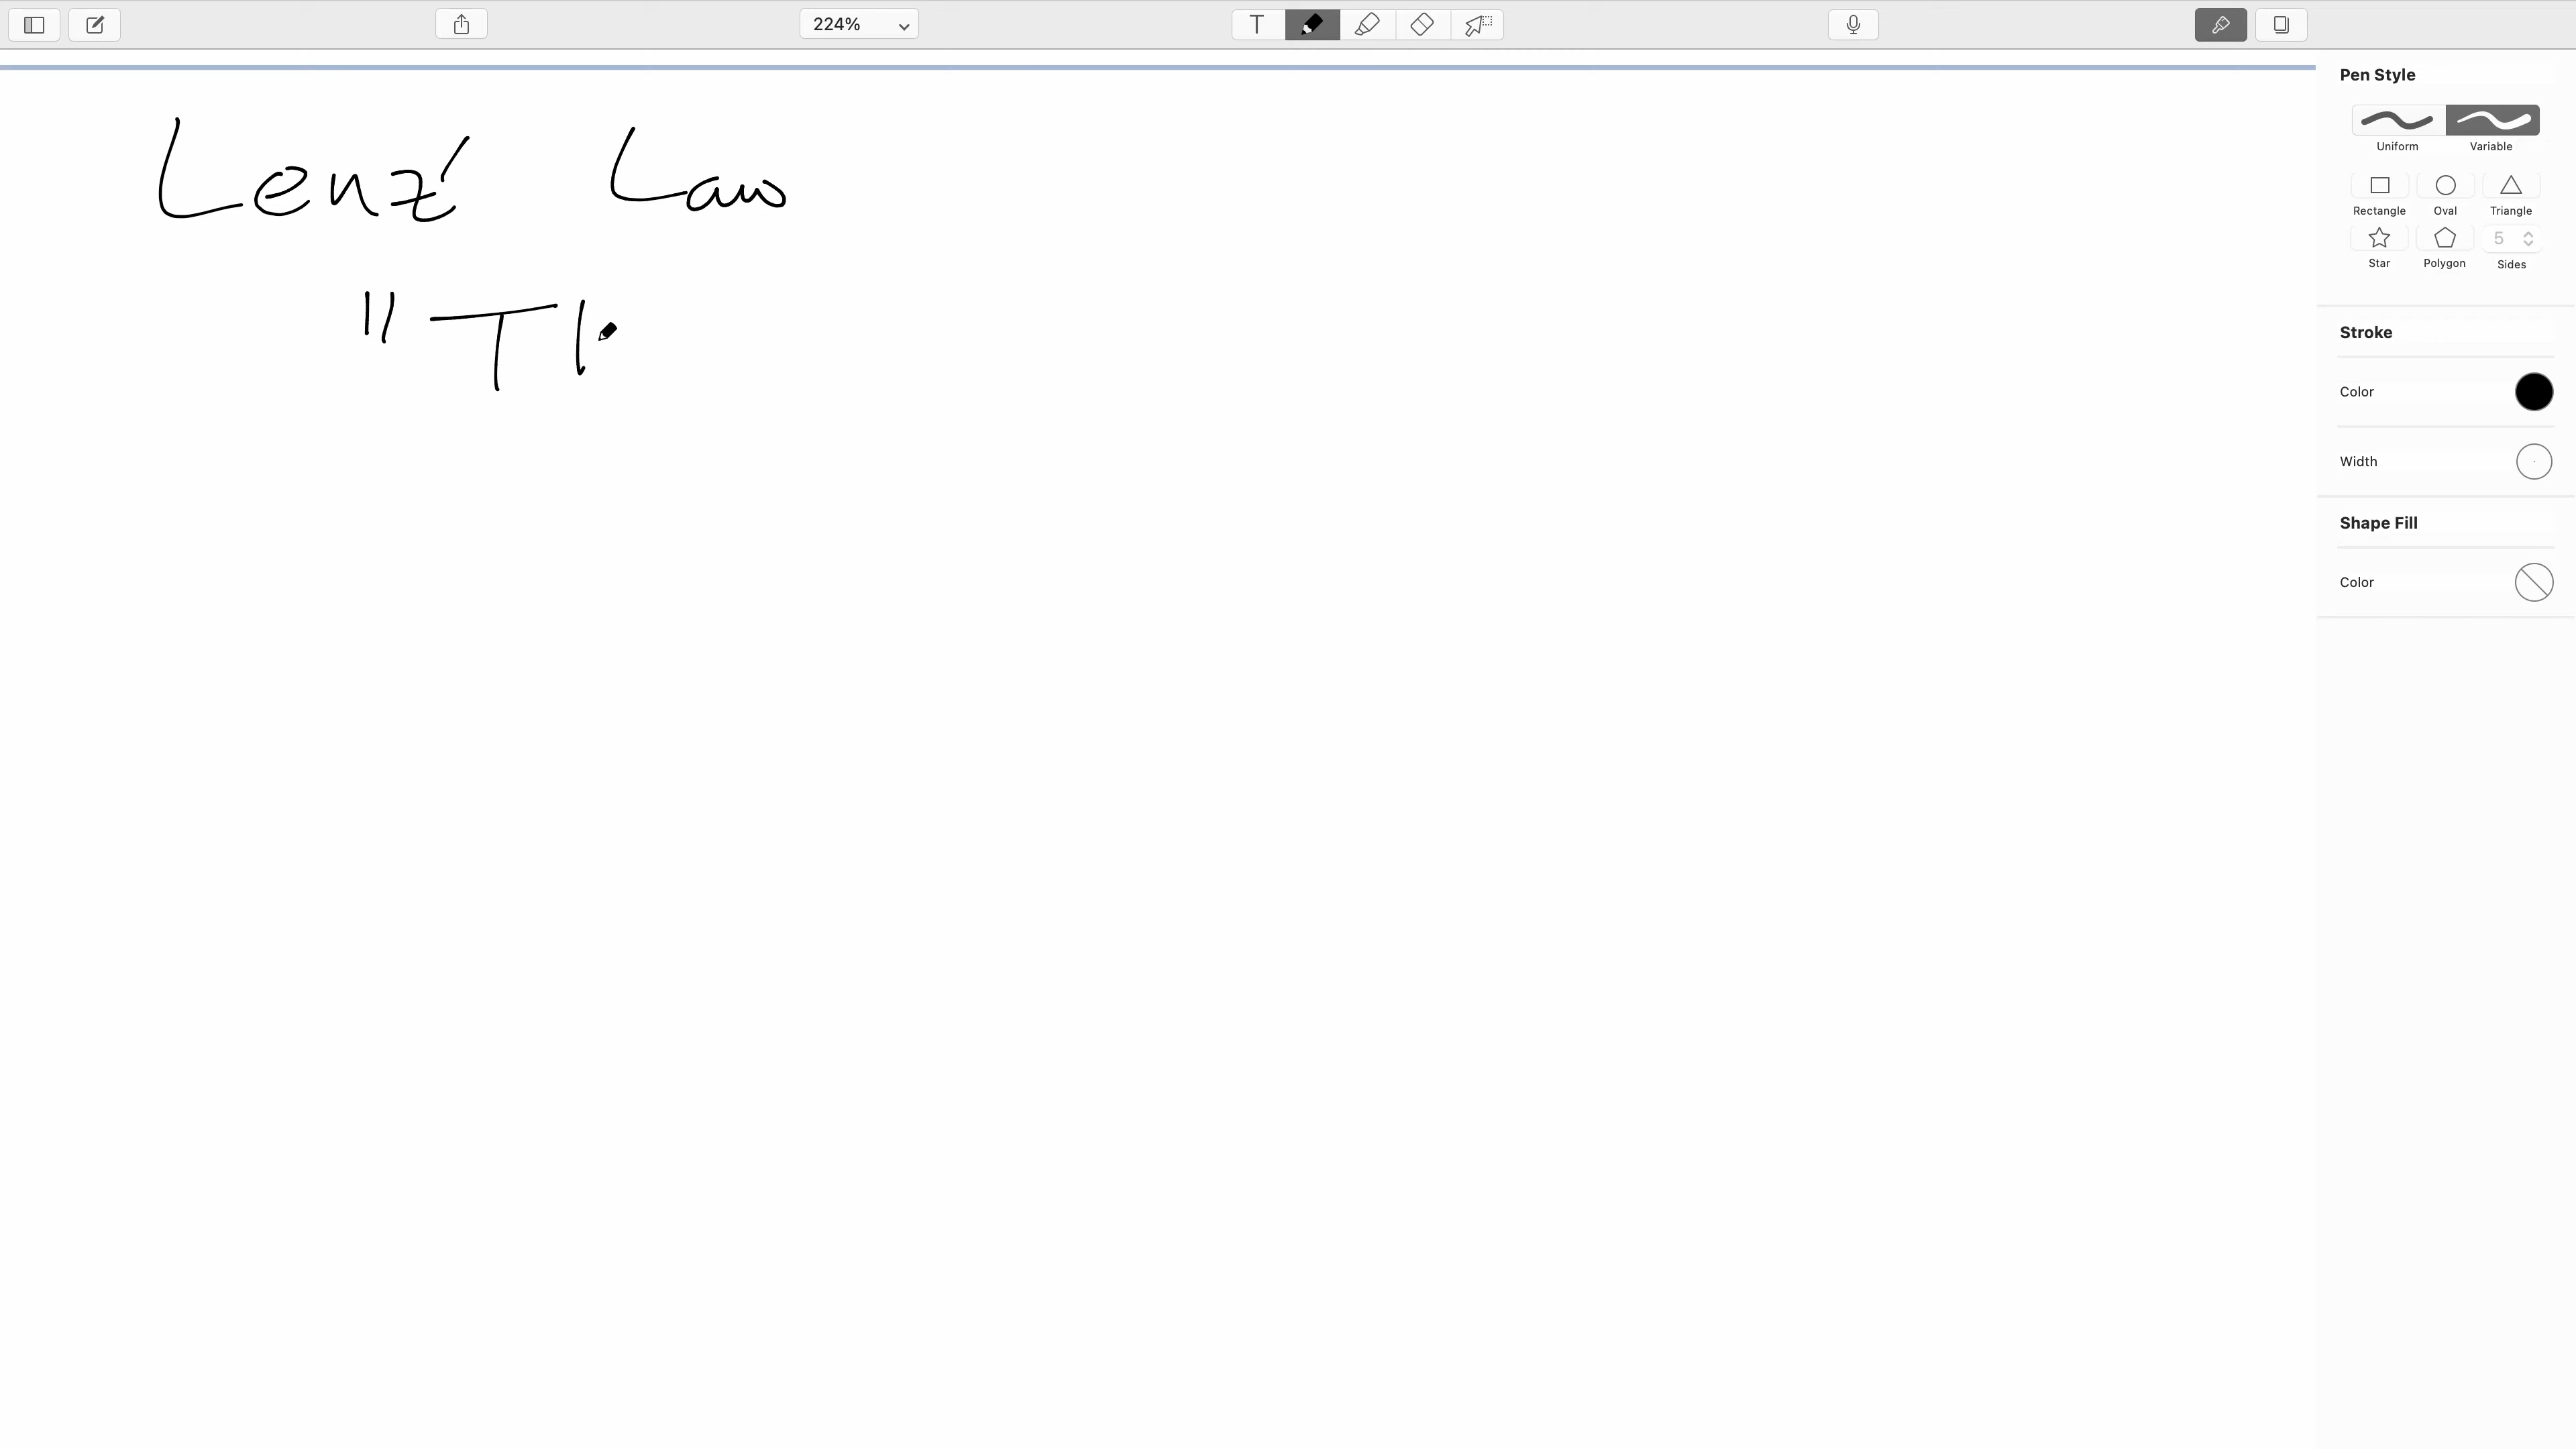 224%
T
Pen Style
Uniform Variable
Rectangle Oval Triangle
5
Star Polygon Sides
Stroke
Color
Width
Shape Fill
Color
Lenz' Law
"T